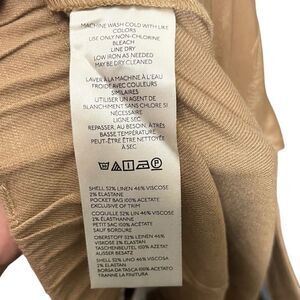 MACHINE WASH COLD WITH LIKE
COLORS
USE ONLY NON-CHLORINE
BLEACH
LINE DRY
LOW IRON AS NEEDED
MAY BE DRY CLEANED
LAVER À LA MACHINE À L'EAU
FROIDE AVEC COULEURS
SIMILAIRES
UTILISER UN AGENT DE
BLANCHIMENT SANS CHLORE SI
NÉCESSAIRE
LIGNE SEC
REPASSER, AU BESOIN, À TRÈS
BASSE TEMPÉRATURE
PEUT-ÊTRE ÊTRE NETTOYÉ
À SEC
SHELL 52% LINEN 46% VISCOSE
2% ELASTANE
POCKET BAG 100% ACETATE
EXCLUSIVE OF TRIM
COQUILLE 52% LIN 46% VISCOSE
2% ÉLASTHANNE
PETIT SAC 100% ACÉTATE
SAUF BORDURE
OBERSTOFF 52% LEINEN 46%
VISKOSE 2% ELASTAN
TASCHENBEUTEL 100% AZETAT
AUSSER BESATZ
SHELL 52% LINO 46% VISCOSA
2% ELASTAN
BORSA DA TASCA 100% ACETATO
TRANNE LA FINITURA